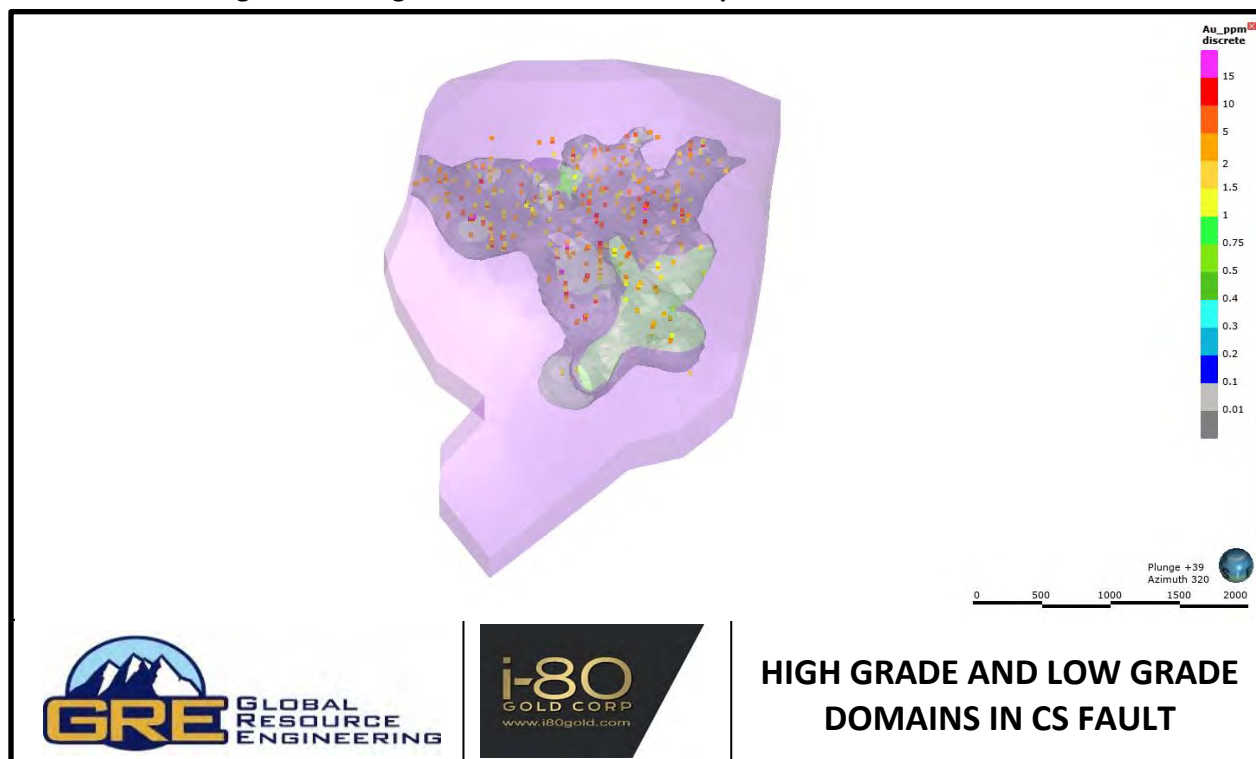 Au_ppm
discrete
15
10
5
2
1.5
1
0.75
0.5
0.4
0.3
0.2
0.1
0.01
Plunge +39
Azimuth 320
0 500 1000 1500 2000
GRE GLOBAL
RESOURCE
ENGINEERING
i-80
GOLD CORP
www.i80gold.com
HIGH GRADE AND LOW GRADE
DOMAINS IN CS FAULT